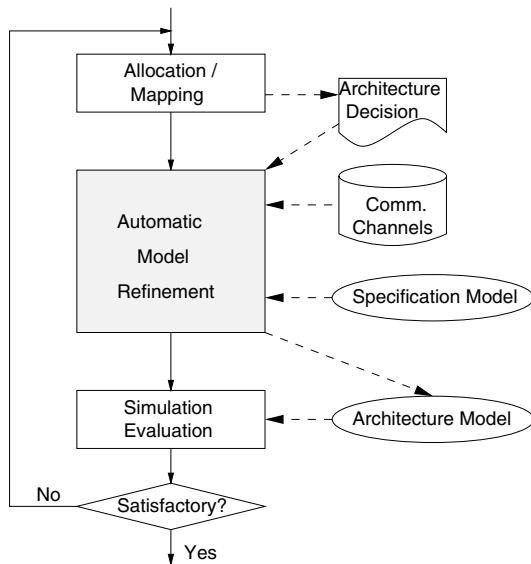 Allocation /
Mapping
Architecture
Decision
Automatic
Model
Refinement
Comm.
Channels
Specification Model
Simulation
Evaluation
Architecture Model
No
Satisfactory?
Yes